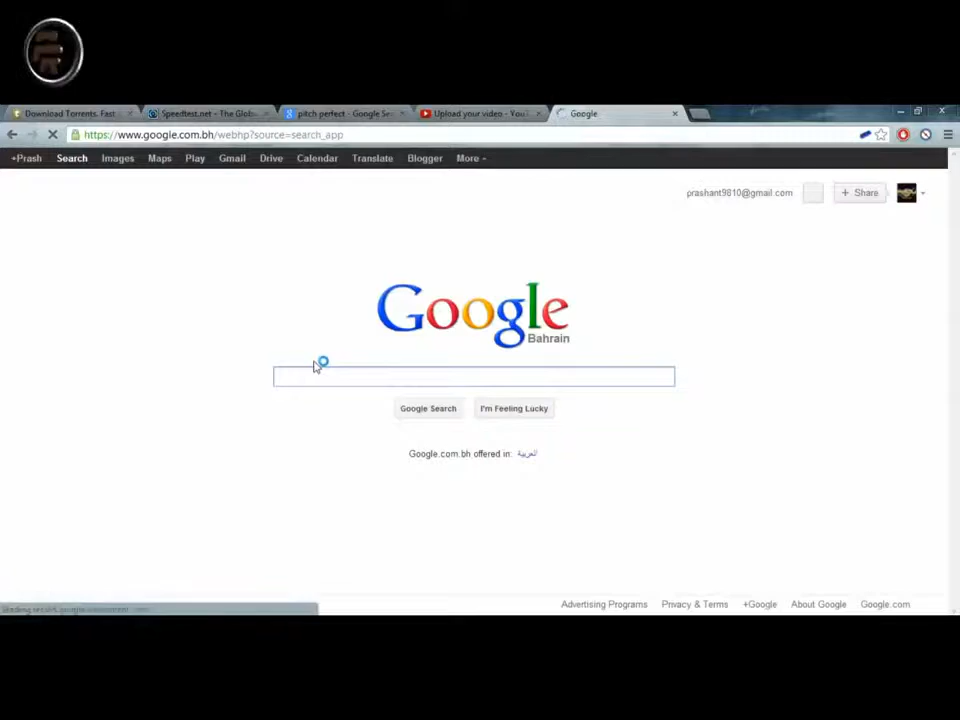 Download Torrents. Fast
Speedtest.net - The Glob
pitch perfect - Google Se
Upload your video - YouT
Google
https://www.google.com.bh/webhp?source=search_app
+Prash Search Images Maps Play Gmail Drive Calendar Translate Blogger More
prashant9810@gmail.com
+ Share
Google
Bahrain
Google Search
I'm Feeling Lucky
Google.com.bh offered in: العربية
Advertising Programs Privacy & Terms +Google About Google Google.com